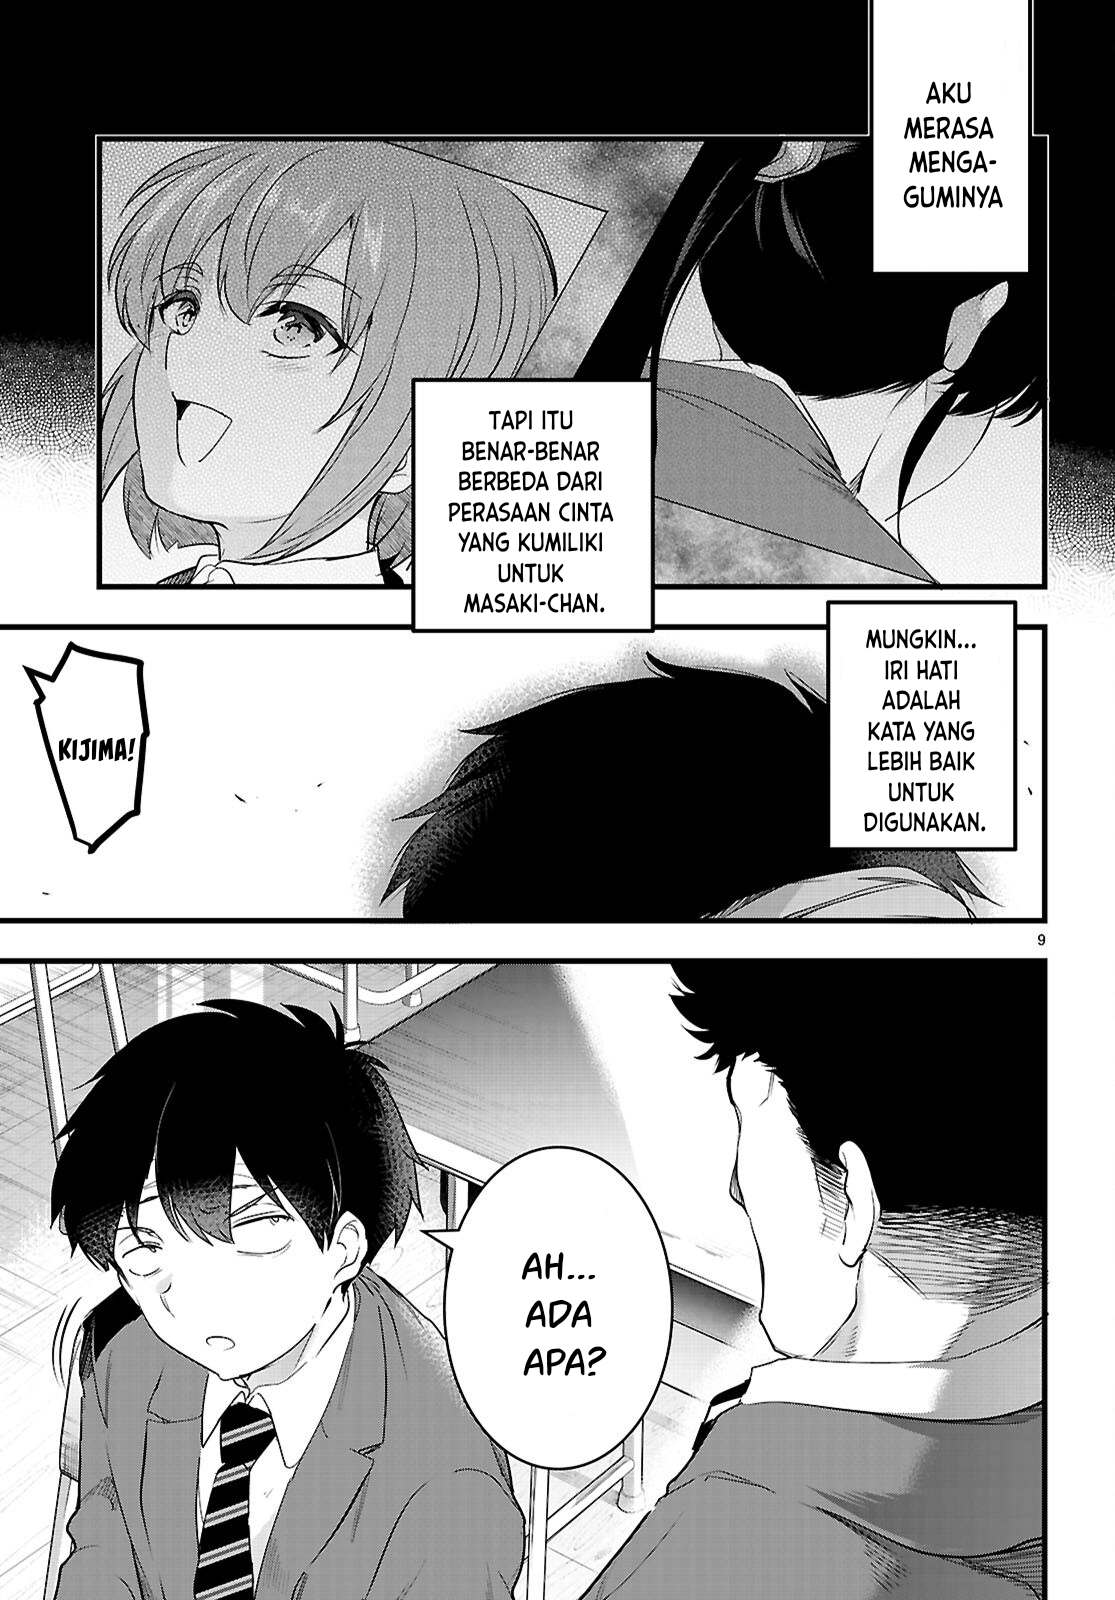 AKU
MERASA
MENGA-
GUMINYA
TAPI ITU
BENAR-BENAR
BERBEDA DARI
PERASAAN CINTA
YANG KUMILIKI
UNTUK
MASAKI-CHAN.
MUNGKIN...
IRI HATI
ADALAH
KATA YANG
LEBIH BAIK
UNTUK
DIGUNAKAN.
KIJIMA!
9
AH...
ADA
APA?